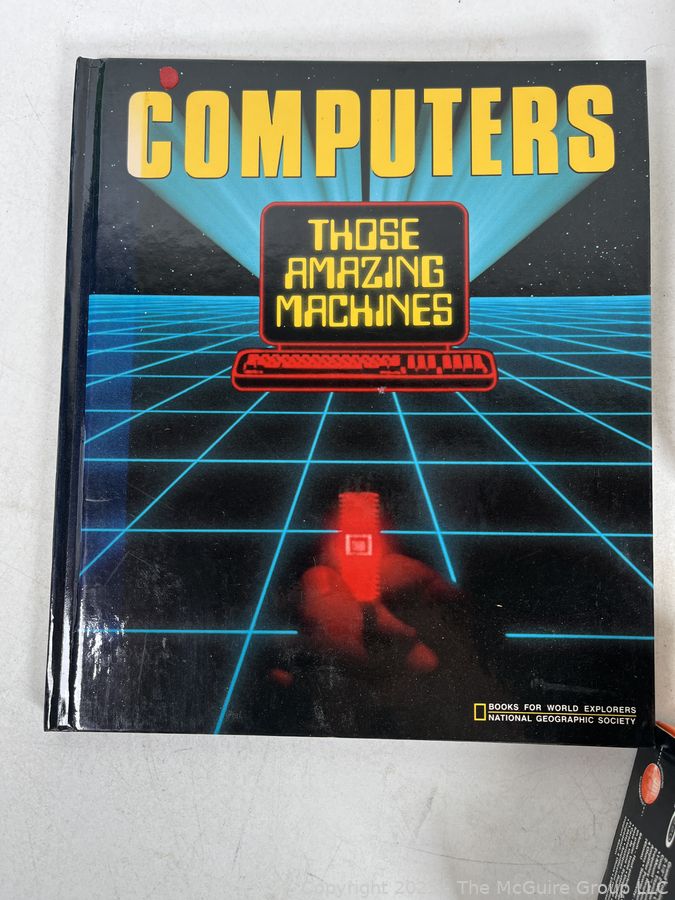 COMPUTERS
THOSE
AMAZING
MACHINES
BOOKS FOR WORLD EXPLORERS
NATIONAL GEOGRAPHIC SOCIETY
The McGuire Group LLC